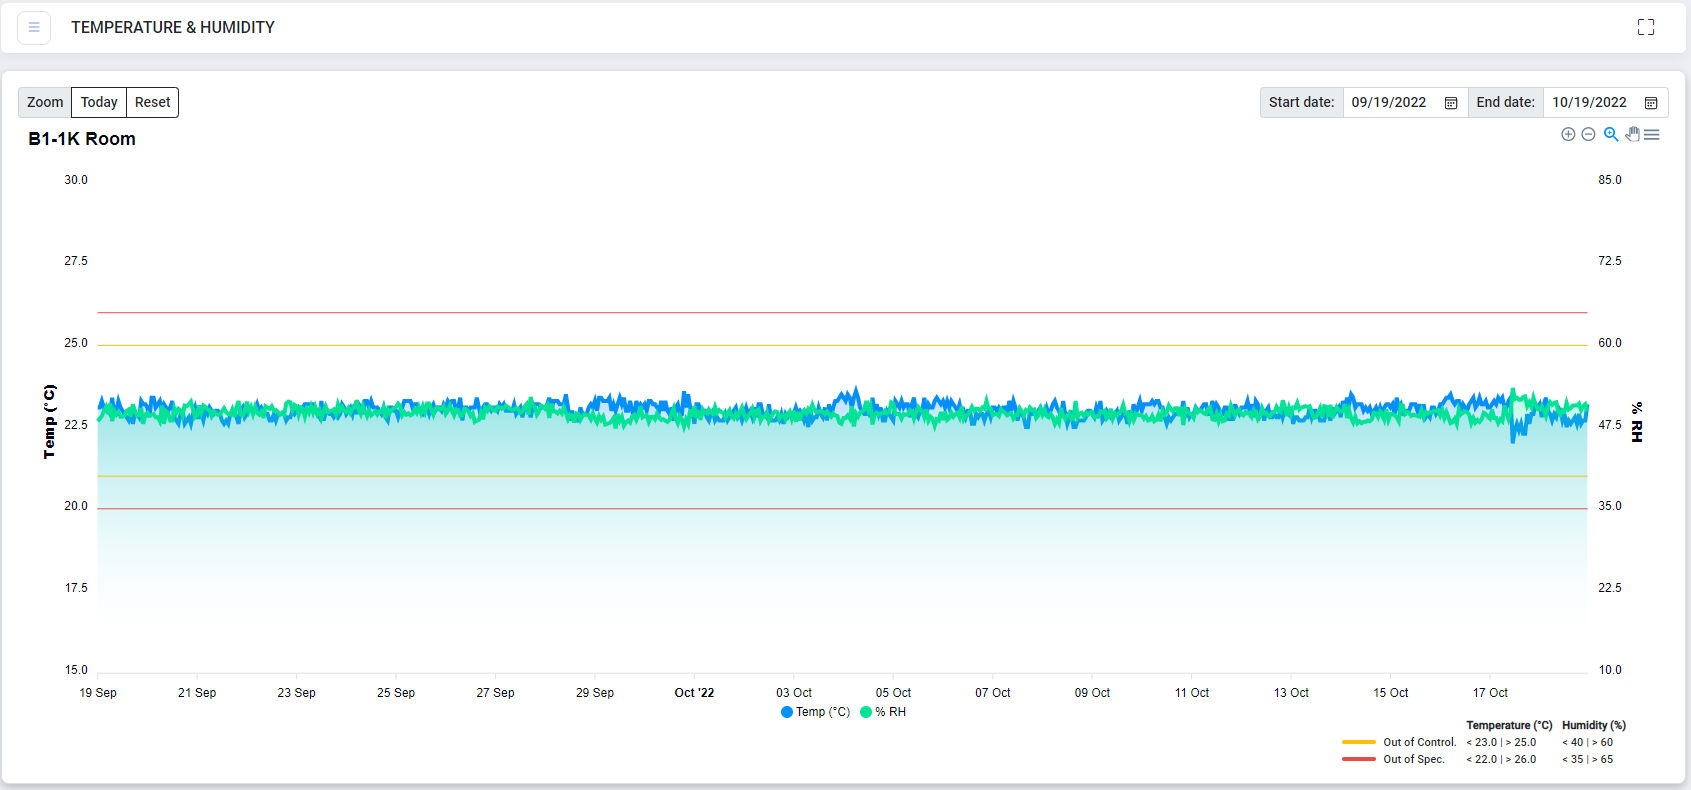 TEMPERATURE & HUMIDITY
Zoom Today Reset
Start date: 09/19/2022 End date: 10/19/2022
B1-1K Room
30.0 85.0
27.5 72.5
25.0 60.0
22.5 47.5
20.0 35.0
17.5 22.5
15.0 10.0
Temp (°C)
% RH
19 Sep 21 Sep 23 Sep 25 Sep 27 Sep 29 Sep Oct '22 03 Oct 05 Oct 07 Oct 09 Oct 11 Oct 13 Oct 15 Oct 17 Oct
Temp (°C) % RH
Temperature (°C) Humidity (%)
Out of Control. < 23.0 | > 25.0 < 40 | > 60
Out of Spec. < 22.0 | > 26.0 < 35 | > 65